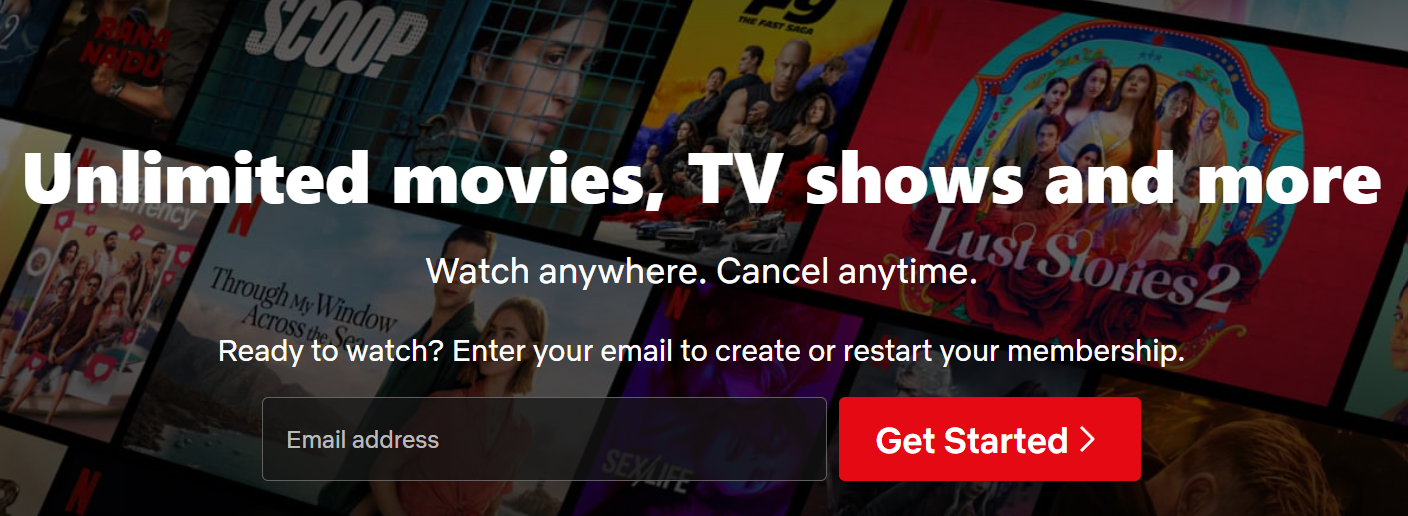 RANA
NAIDU
SCOOP
F9
THE FAST SAGA
Unlimited movies, TV shows and more
Watch anywhere. Cancel anytime.
Through My Window
Across the Sea
Lust Stories 2
Ready to watch? Enter your email to create or restart your membership.
Email address
Get Started >
SEX/LIFE